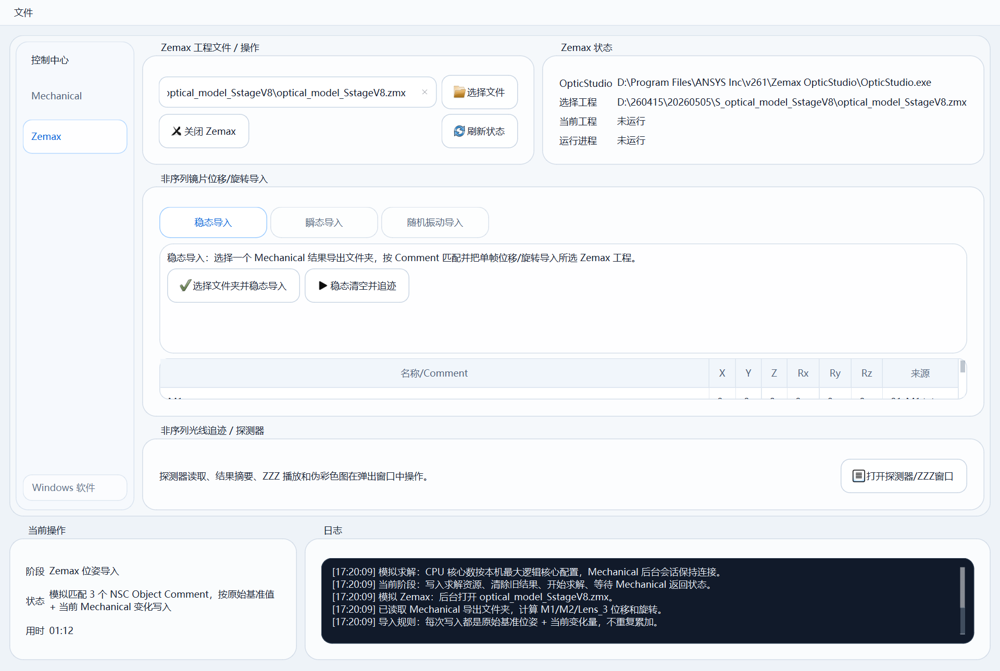 文件
控制中心
Mechanical
Zemax
Windows 软件
Zemax 工程文件 / 操作
optical_model_SstageV8\optical_model_SstageV8.zmx
选择文件
关闭 Zemax
刷新状态
Zemax 状态
OpticStudio D:\Program Files\ANSYS Inc\v261\Zemax OpticStudio\OpticStudio.exe
选择工程 D:\260415\20260505\S_optical_model_SstageV8\optical_model_SstageV8.zmx
当前工程 未运行
运行进程 未运行
非序列镜片位移/旋转导入
稳态导入 瞬态导入 随机振动导入
稳态导入：选择一个 Mechanical 结果导出文件夹，按 Comment 匹配并把单帧位移/旋转导入所选 Zemax 工程。
选择文件夹并稳态导入 稳态清空并追迹
名称/Comment X Y Z Rx Ry Rz 来源
非序列光线追迹 / 探测器
探测器读取、结果摘要、ZZZ 播放和伪彩色图在弹出窗口中操作。
打开探测器/ZZZ窗口
当前操作
阶段 Zemax 位姿导入
状态 模拟匹配 3 个 NSC Object Comment，按原始基准值
+ 当前 Mechanical 变化写入
用时 01:12
日志
[17:20:09] 模拟求解：CPU 核心数按本机最大逻辑核心配置，Mechanical 后台会话保持连接。
[17:20:09] 当前阶段：写入求解资源、清除旧结果、开始求解、等待 Mechanical 返回状态。
[17:20:09] 模拟 Zemax：后台打开 optical_model_SstageV8.zmx。
[17:20:09] 已读取 Mechanical 导出文件夹，计算 M1/M2/Lens_3 位移和旋转。
[17:20:09] 导入规则：每次写入都是原始基准位姿 + 当前变化量，不重复累加。